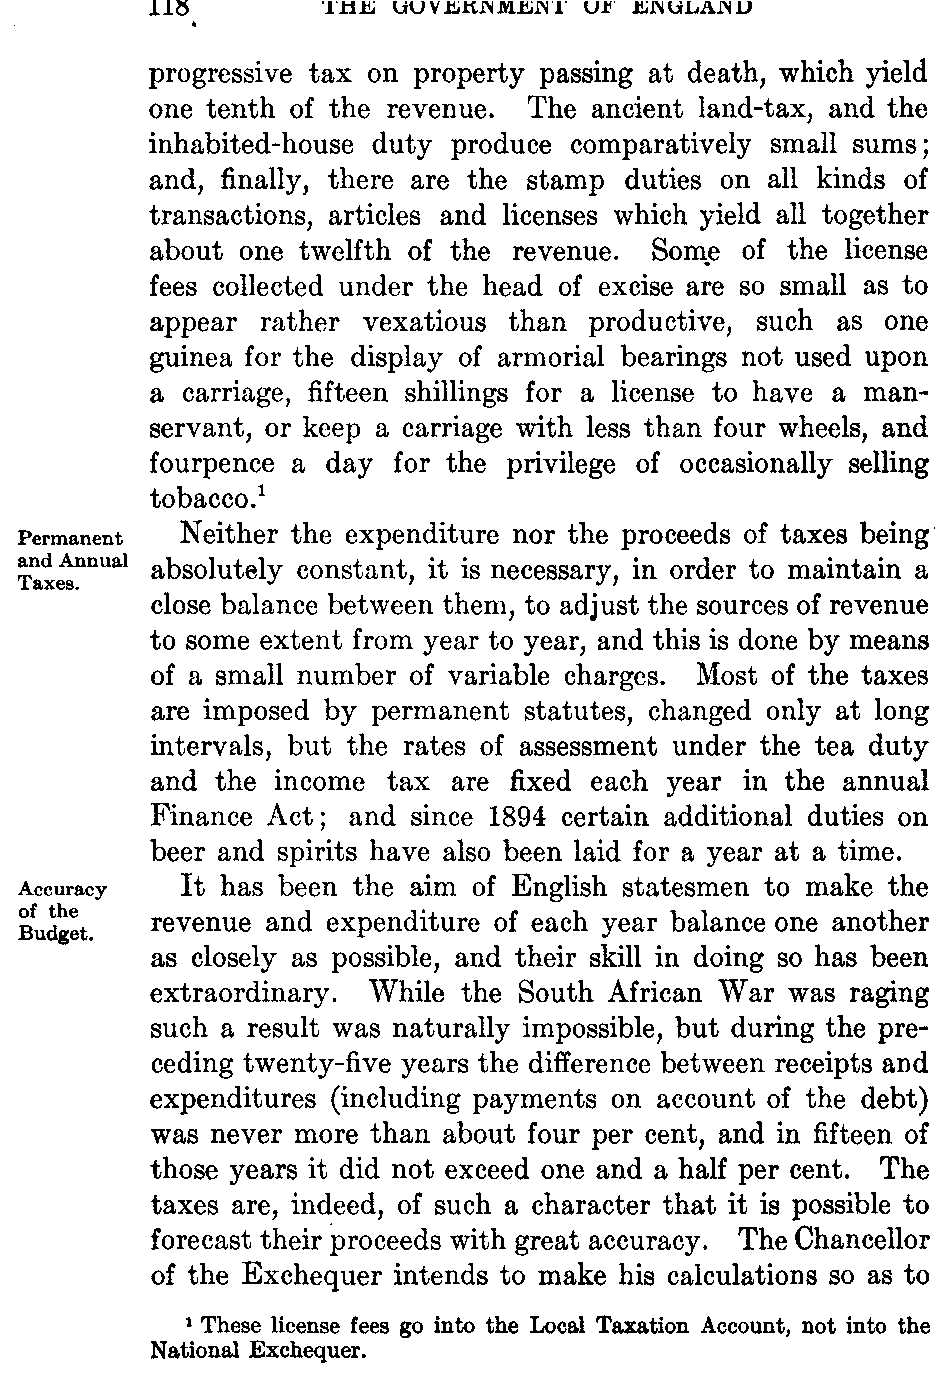 118 THE GOVERNMENT OF ENGLAND
progressive tax on property passing at death, which yield
one tenth of the revenue. The ancient land-tax, and the
inhabited-house duty produce comparatively small sums;
and, finally, there are the stamp duties on all kinds of
transactions, articles and licenses which yield all together
about one twelfth of the revenue. Some of the license
fees collected under the head of excise are so small as to
appear rather vexatious than productive, such as one
guinea for the display of armorial bearings not used upon
a carriage, fifteen shillings for a license to have a man-
servant, or keep a carriage with less than four wheels, and
fourpence a day for the privilege of occasionally selling
tobacco.¹
Permanent
and Annual
Taxes.
Neither the expenditure nor the proceeds of taxes being
absolutely constant, it is necessary, in order to maintain a
close balance between them, to adjust the sources of revenue
to some extent from year to year, and this is done by means
of a small number of variable charges. Most of the taxes
are imposed by permanent statutes, changed only at long
intervals, but the rates of assessment under the tea duty
and the income tax are fixed each year in the annual
Finance Act; and since 1894 certain additional duties on
beer and spirits have also been laid for a year at a time.
Accuracy
of the
Budget.
It has been the aim of English statesmen to make the
revenue and expenditure of each year balance one another
as closely as possible, and their skill in doing so has been
extraordinary. While the South African War was raging
such a result was naturally impossible, but during the pre-
ceding twenty-five years the difference between receipts and
expenditures (including payments on account of the debt)
was never more than about four per cent, and in fifteen of
those years it did not exceed one and a half per cent. The
taxes are, indeed, of such a character that it is possible to
forecast their proceeds with great accuracy. The Chancellor
of the Exchequer intends to make his calculations so as to
¹ These license fees go into the Local Taxation Account, not into the
National Exchequer.